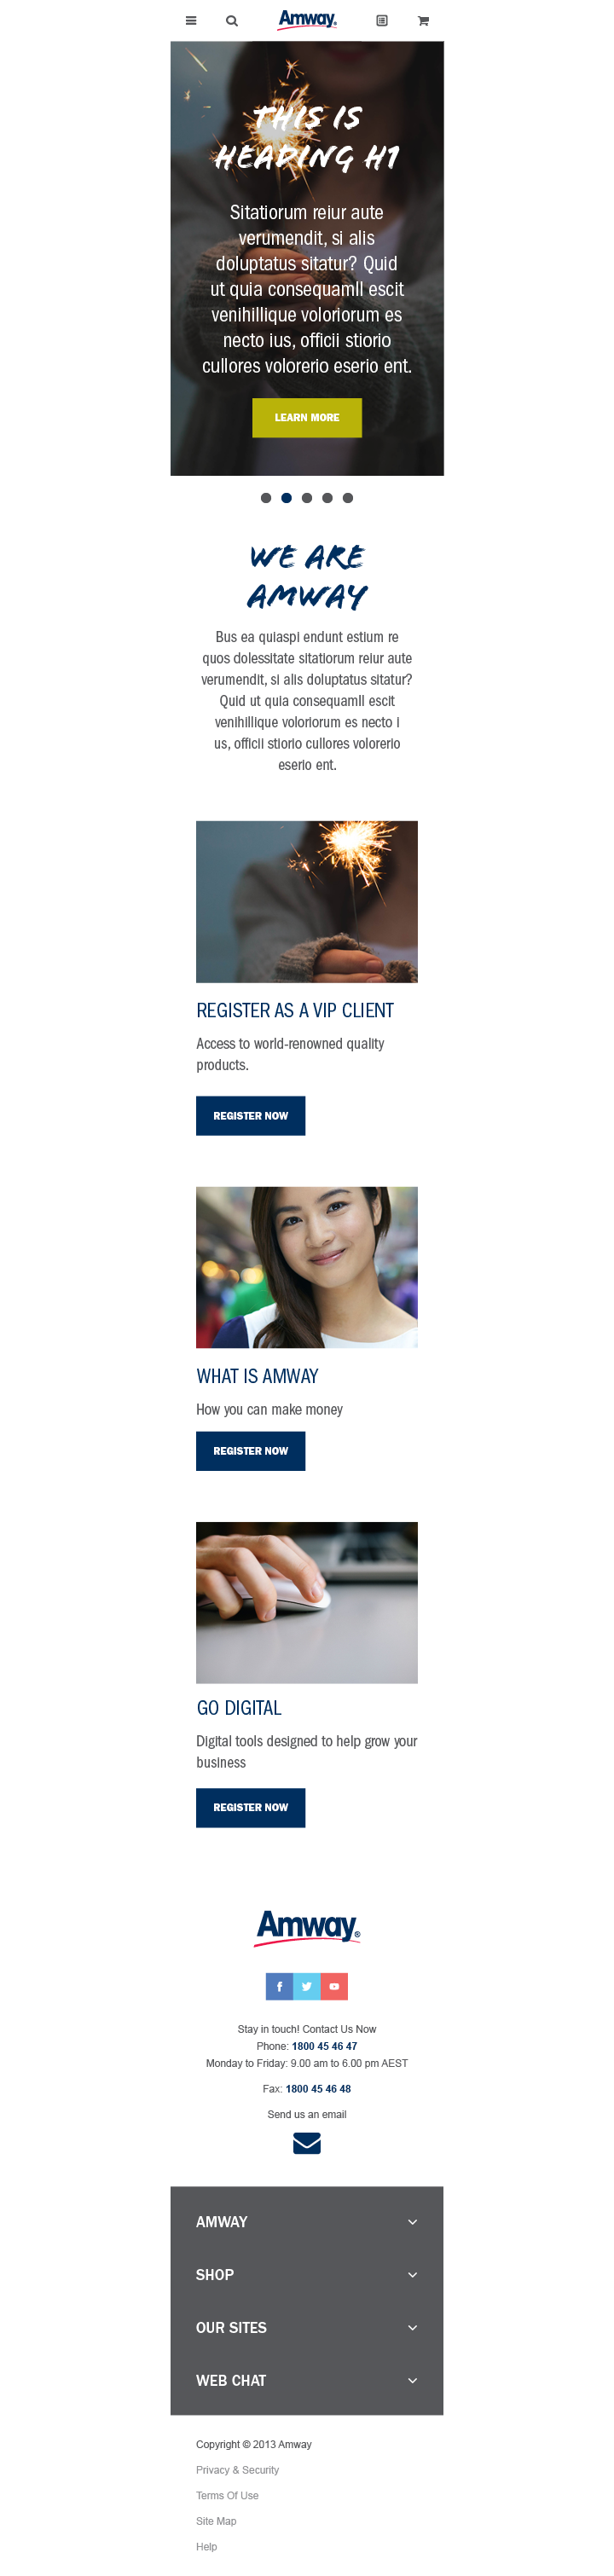 Amway
THIS IS
HEADING H1
Sitatiorum reiur aute
verumendit, si alis
doluptatus sitatur? Quid
ut quia consequamll escit
venihillique voloriorum es
necto ius, officii stiorio
cullores volorerio eserio ent.
LEARN MORE
WE ARE
AMWAY
Bus ea quiaspi endunt estium re
quos dolessitate sitatiorum reiur aute
verumendit, si alis doluptatus sitatur?
Quid ut quia consequamll escit
venihillique voloriorum es necto i
us, officii stiorio cullores volorerio
eserio ent.
REGISTER AS A VIP CLIENT
Access to world-renowned quality
products.
REGISTER NOW
WHAT IS AMWAY
How you can make money
REGISTER NOW
GO DIGITAL
Digital tools designed to help grow your
business
REGISTER NOW
Amway®
Stay in touch! Contact Us Now
Phone: 1800 45 46 47
Monday to Friday: 9.00 am to 6.00 pm AEST
Fax: 1800 45 46 48
Send us an email
AMWAY
SHOP
OUR SITES
WEB CHAT
Copyright © 2013 Amway
Privacy & Security
Terms Of Use
Site Map
Help